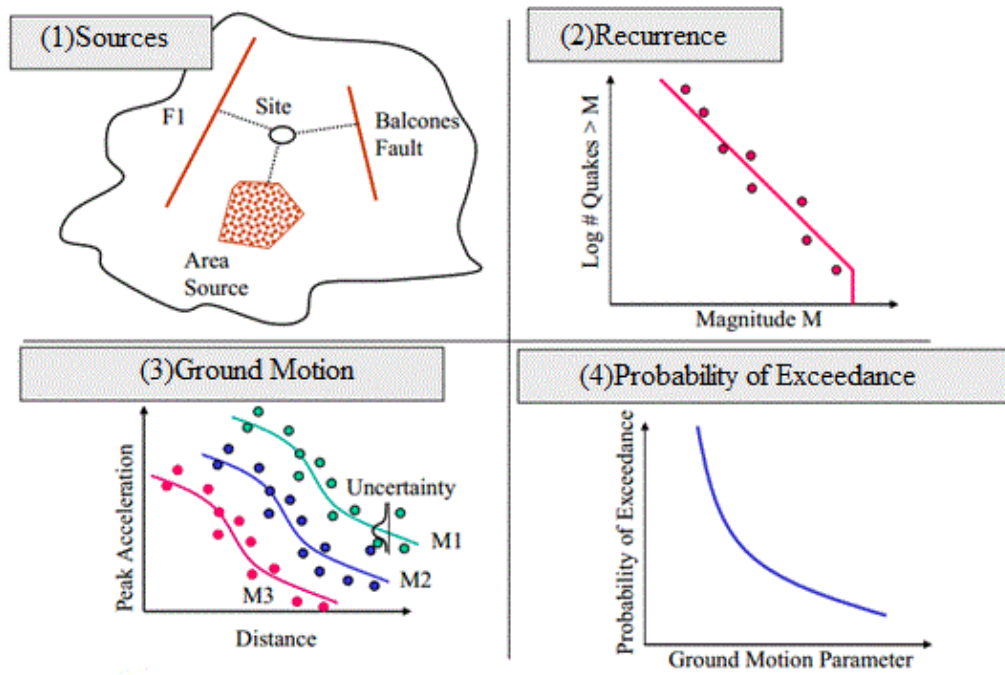 (1)Sources
F1
Site
Balcones
Fault
Area
Source
(2)Recurrence
Log # Quakes > M
Magnitude M
(3)Ground Motion
Peak Acceleration
Uncertainty
M1
M2
M3
Distance
(4)Probability of Exceedance
Probability of Exceedance
Ground Motion Parameter